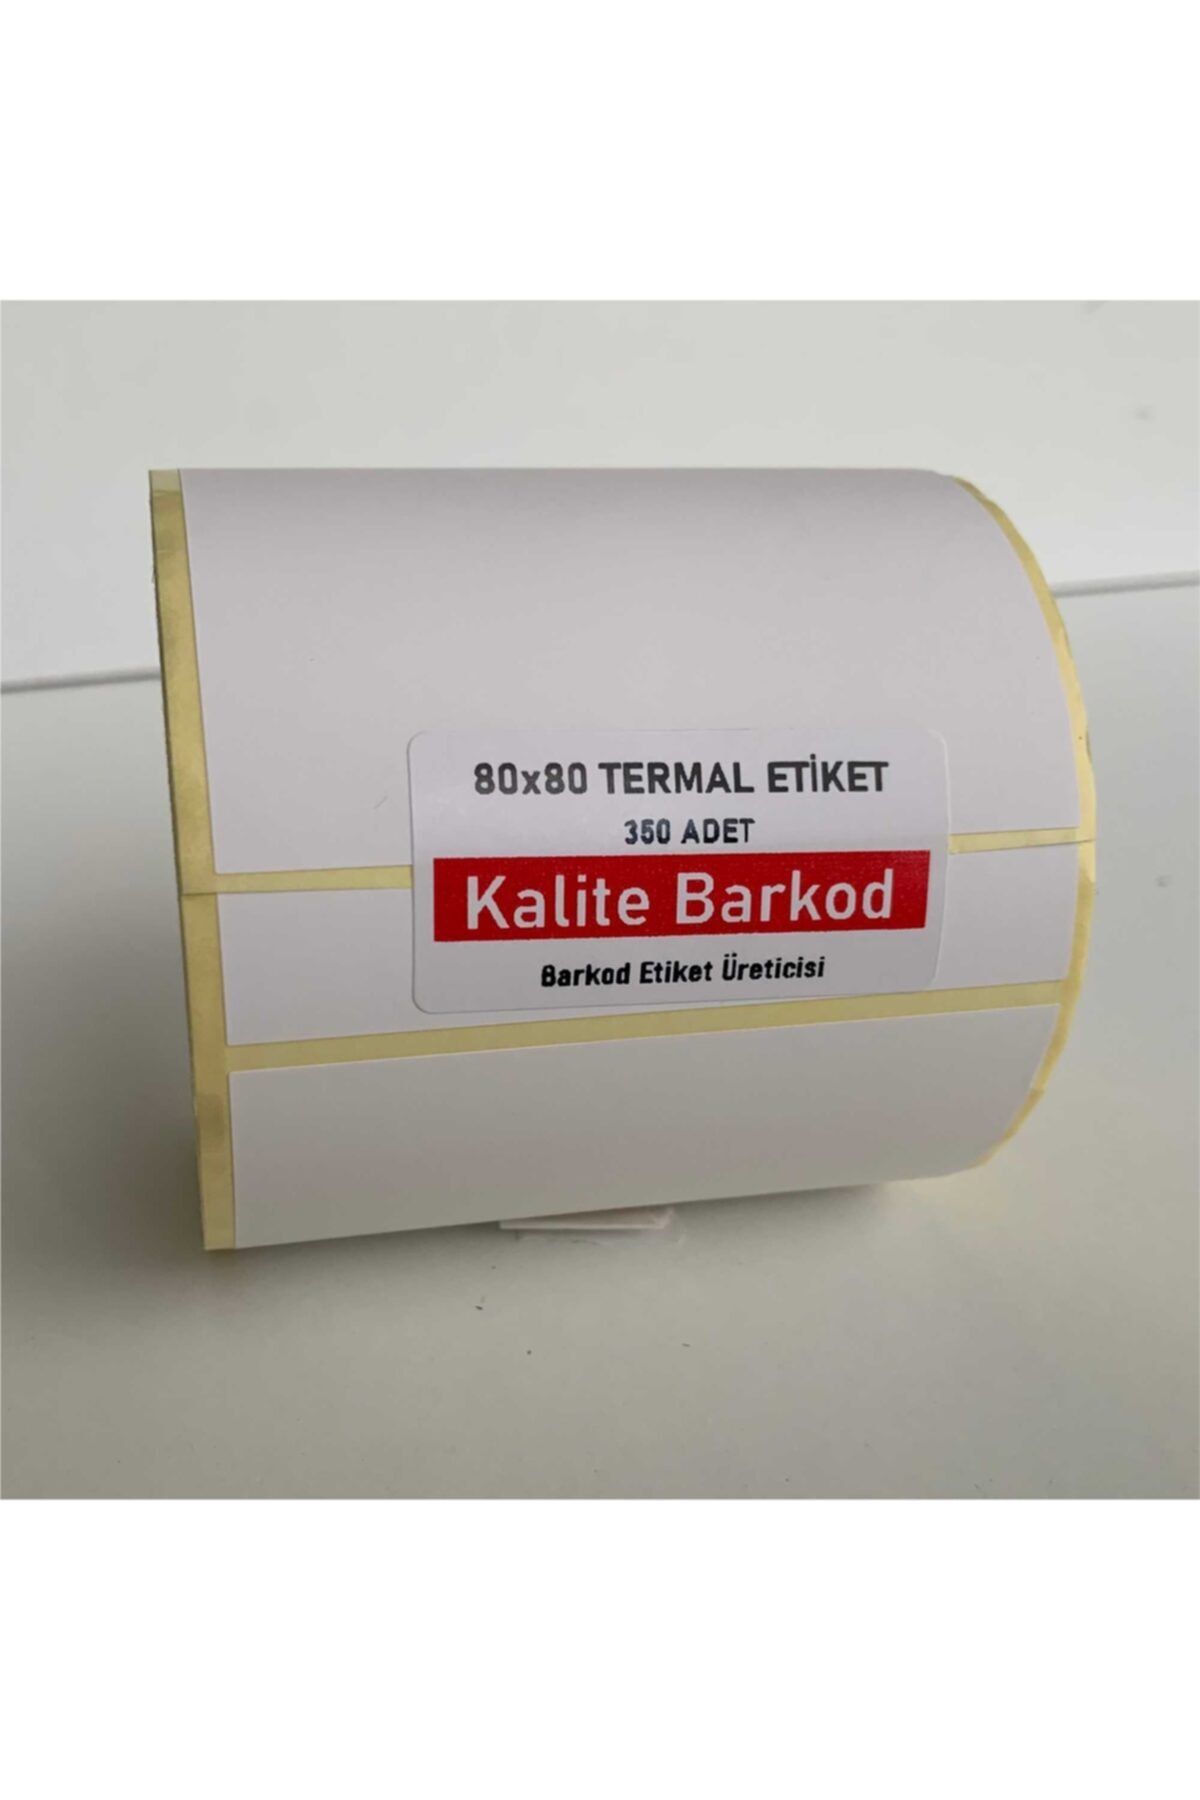 80x80 TERMAL ETİKET
350 ADET
Kalite Barkod
Barkod Etiket Üreticisi